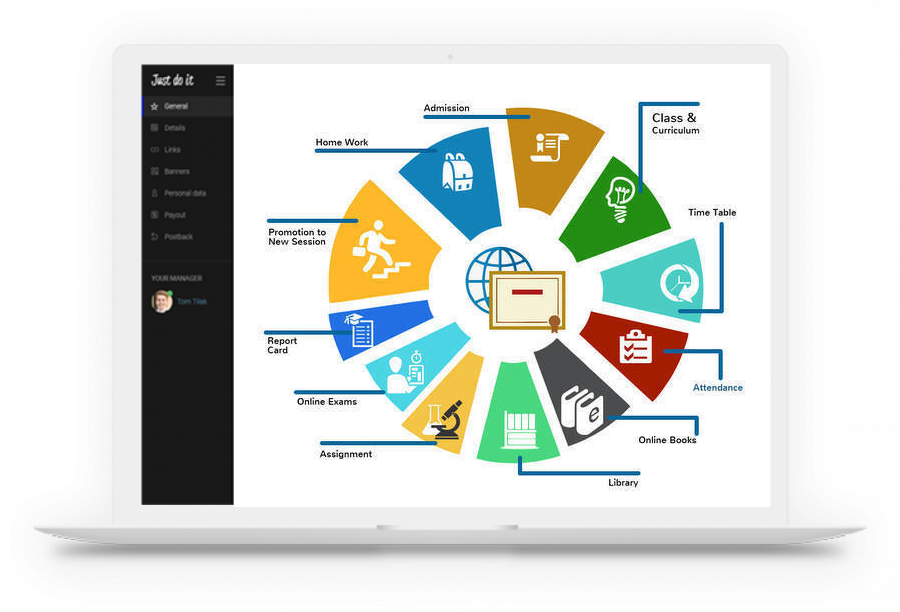 Just do it
General
Details
Links
Banners
Personal data
Payout
Postback
YOUR MANAGER
Tom Tilak
Admission
Class &
Curriculum
Home Work
Time Table
Promotion to
New Session
Report
Card
Attendance
Online Exams
Online Books
e
Assignment
Library